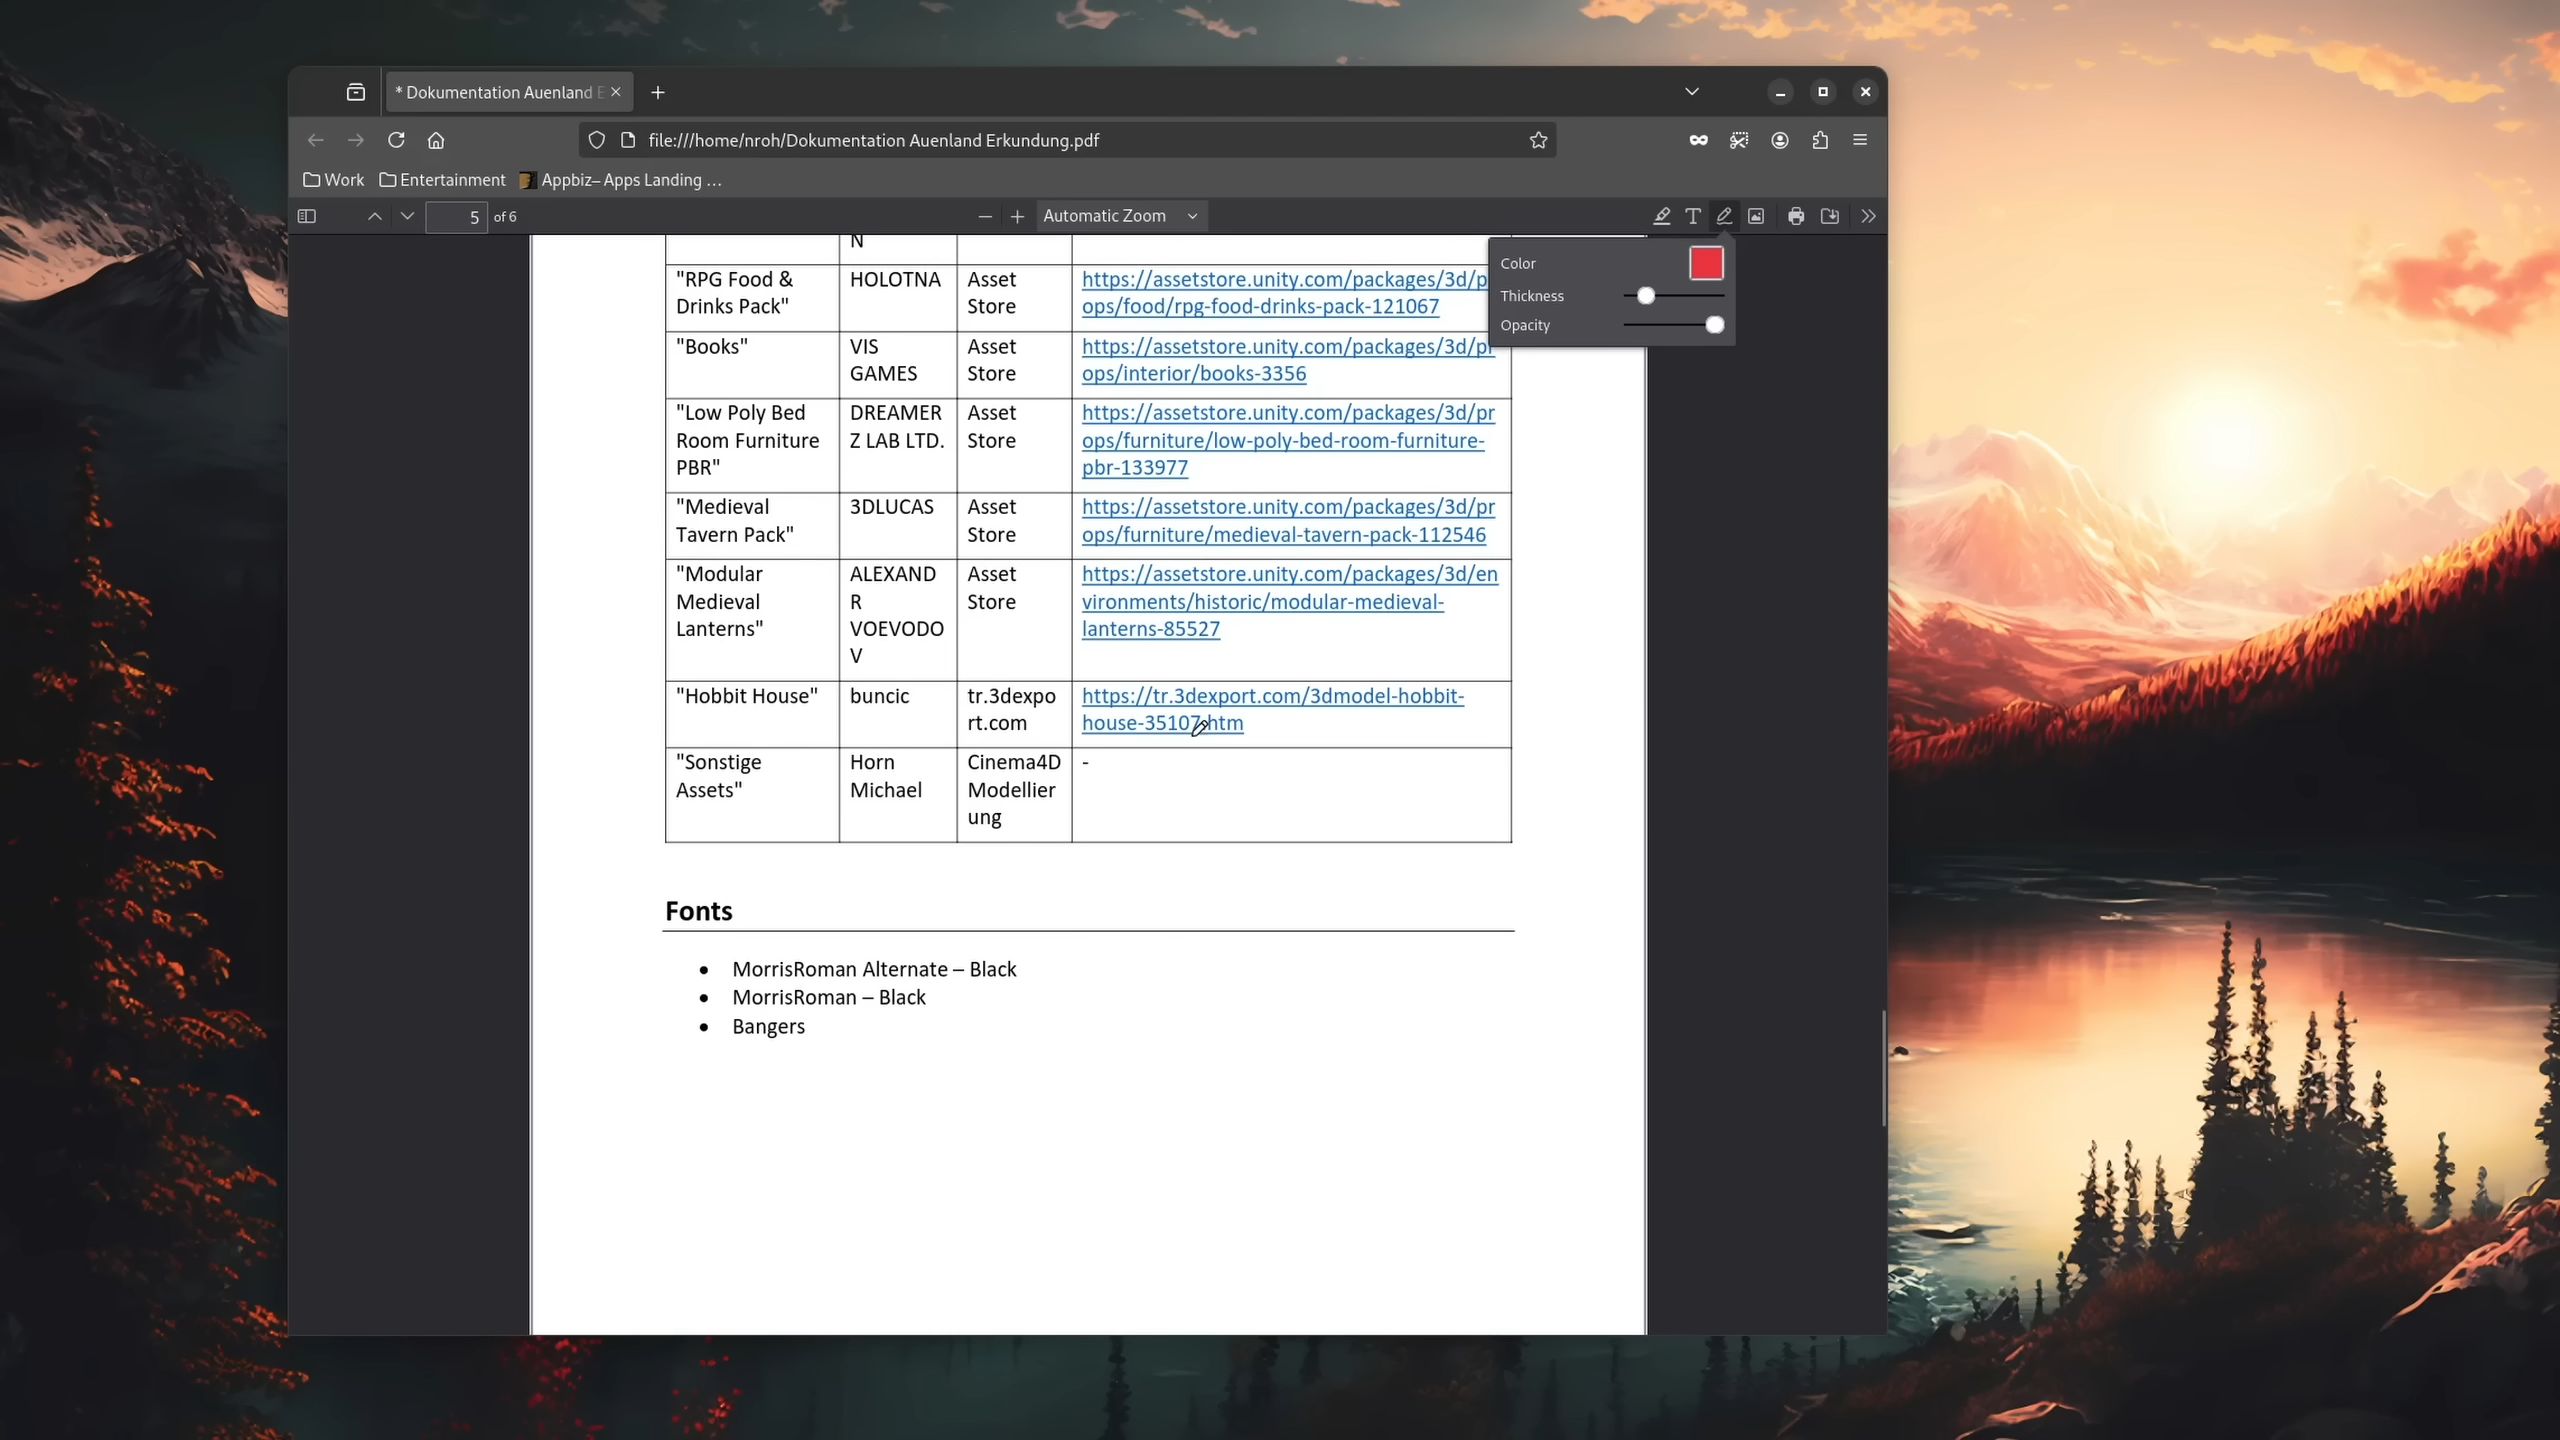 * Dokumentation Auenland E
file:///home/nroh/Dokumentation Auenland Erkundung.pdf
Work Entertainment Appbiz– Apps Landing ...
5 of 6
Automatic Zoom
Color
Thickness
Opacity
N
"RPG Food & Drinks Pack" HOLOTNA Asset Store https://assetstore.unity.com/packages/3d/p
ops/food/rpg-food-drinks-pack-121067
"Books" VIS GAMES Asset Store https://assetstore.unity.com/packages/3d/pr
ops/interior/books-3356
"Low Poly Bed Room Furniture PBR" DREAMER
Z LAB LTD. Asset Store https://assetstore.unity.com/packages/3d/pr
ops/furniture/low-poly-bed-room-furniture-
pbr-133977
"Medieval Tavern Pack" 3DLUCAS Asset Store https://assetstore.unity.com/packages/3d/pr
ops/furniture/medieval-tavern-pack-112546
"Modular Medieval Lanterns" ALEXAND
R
VOEVODO
V
Asset Store https://assetstore.unity.com/packages/3d/en
vironments/historic/modular-medieval-
lanterns-85527
"Hobbit House" buncic tr.3dexpo
rt.com https://tr.3dexport.com/3dmodel-hobbit-
house-35107.htm
"Sonstige Assets" Horn Michael Cinema4D
Modellier
ung
-
Fonts
• MorrisRoman Alternate – Black
• MorrisRoman – Black
• Bangers